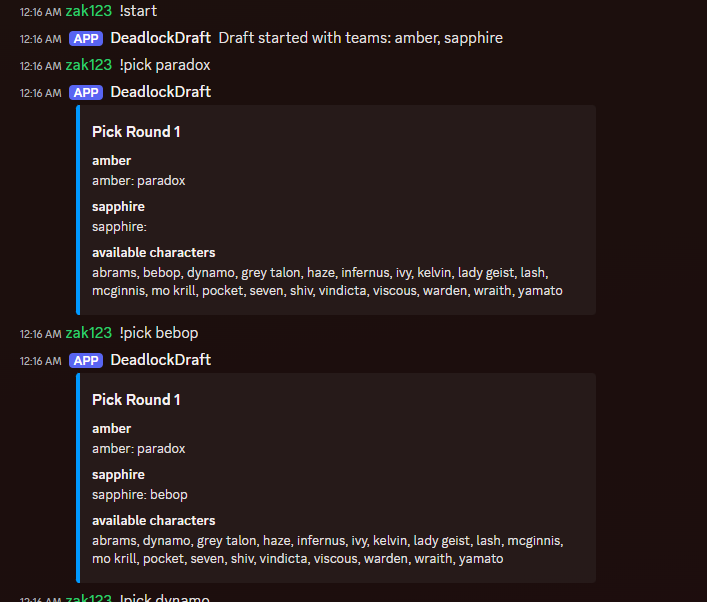 12:16 AM zak123 !start
12:16 AM APP DeadlockDraft Draft started with teams: amber, sapphire
12:16 AM zak123 !pick paradox
12:16 AM APP DeadlockDraft
Pick Round 1
amber
amber: paradox
sapphire
sapphire:
available characters
abrams, bebop, dynamo, grey talon, haze, infernus, ivy, kelvin, lady geist, lash,
mcginnis, mo krill, pocket, seven, shiv, vindicta, viscous, warden, wraith, yamato
12:16 AM zak123 !pick bebop
12:16 AM APP DeadlockDraft
Pick Round 1
amber
amber: paradox
sapphire
sapphire: bebop
available characters
abrams, dynamo, grey talon, haze, infernus, ivy, kelvin, lady geist, lash, mcginnis,
mo krill, pocket, seven, shiv, vindicta, viscous, warden, wraith, yamato
12:16 AM zak123 !pick dynamo